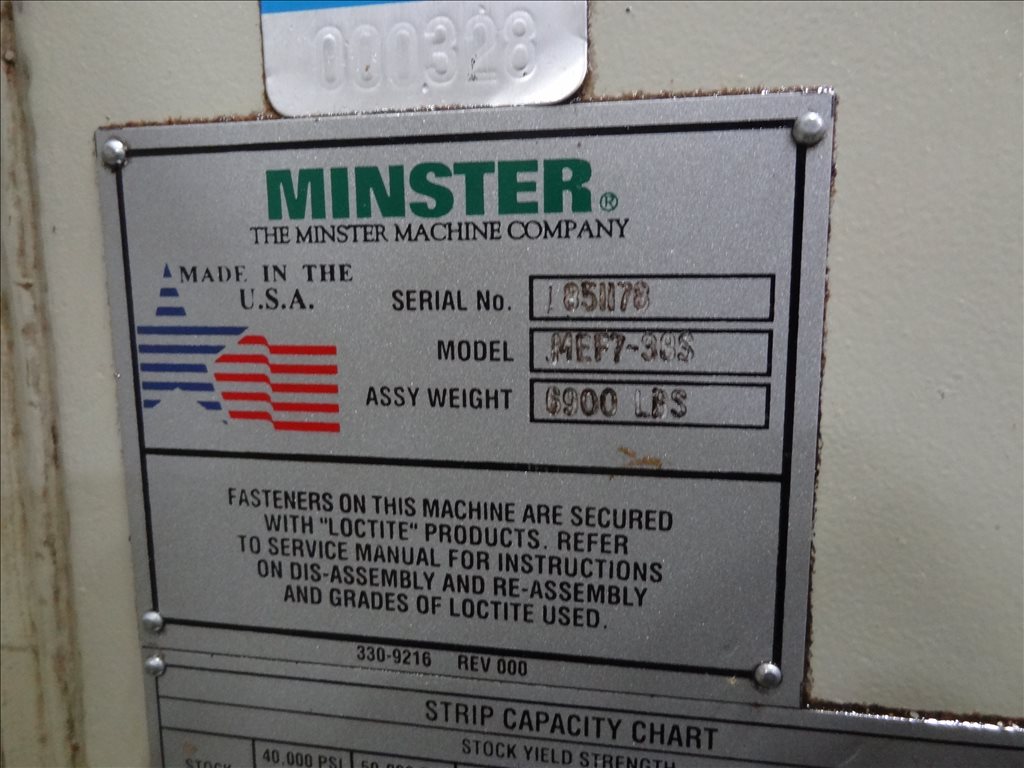 000328
MINSTER®
THE MINSTER MACHINE COMPANY
MADE IN THE
U.S.A.
SERIAL No.
MODEL
ASSY WEIGHT 6900 LBS
FASTENERS ON THIS MACHINE ARE SECURED
WITH "LOCTITE" PRODUCTS. REFER
TO SERVICE MANUAL FOR INSTRUCTIONS
ON DIS-ASSEMBLY AND RE-ASSEMBLY
AND GRADES OF LOCTITE USED.
330-9216 REV 000
STRIP CAPACITY CHART
STOCK YIELD STRENGTH
STOCK 40,000 PSI